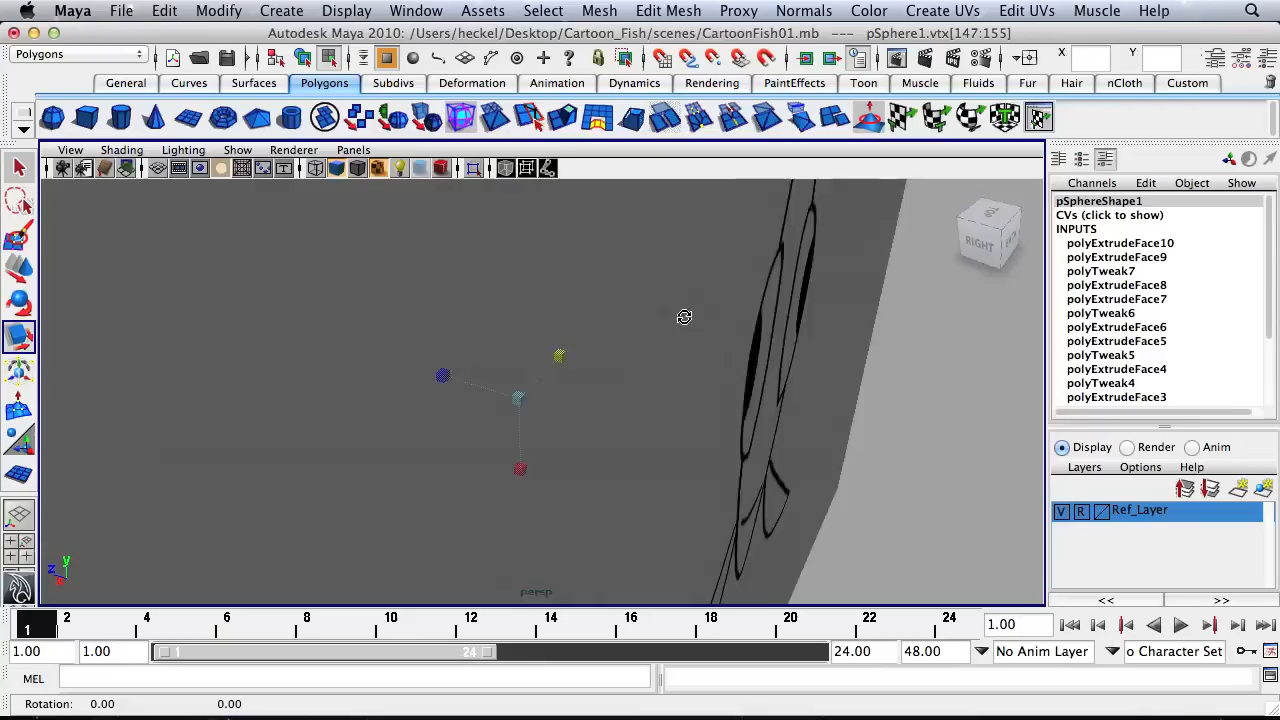 Maya File Edit Modify Create Display Window Assets Select Mesh Edit Mesh Proxy Normals Color Create UVs Edit UVs Muscle Help
Autodesk Maya 2010: /Users/heckel/Desktop/Cartoon_Fish/scenes/CartoonFish01.mb --- pSphere1.vtx[147:155]
Polygons X Y
General Curves Surfaces Polygons Subdivs Deformation Animation Dynamics Rendering PaintEffects Toon Muscle Fluids Fur Hair nCloth Custom
View Shading Lighting Show Renderer Panels
Channels Edit Object Show
pSphereShape1
CVs (click to show)
INPUTS
polyExtrudeFace10
polyExtrudeFace9
polyTweak7
polyExtrudeFace8
polyExtrudeFace7
polyTweak6
polyExtrudeFace6
polyExtrudeFace5
polyTweak5
polyExtrudeFace4
polyTweak4
polyExtrudeFace3
TOP
RIGHT
Display Render Anim
Layers Options Help
V R Ref_Layer
y
z
x
persp
<< >>
1 2 4 6 8 10 12 14 16 18 20 22 24 1.00
1.00 1.00 1 24 24.00 48.00 No Anim Layer o Character Set
MEL
Rotation: 0.00 0.00